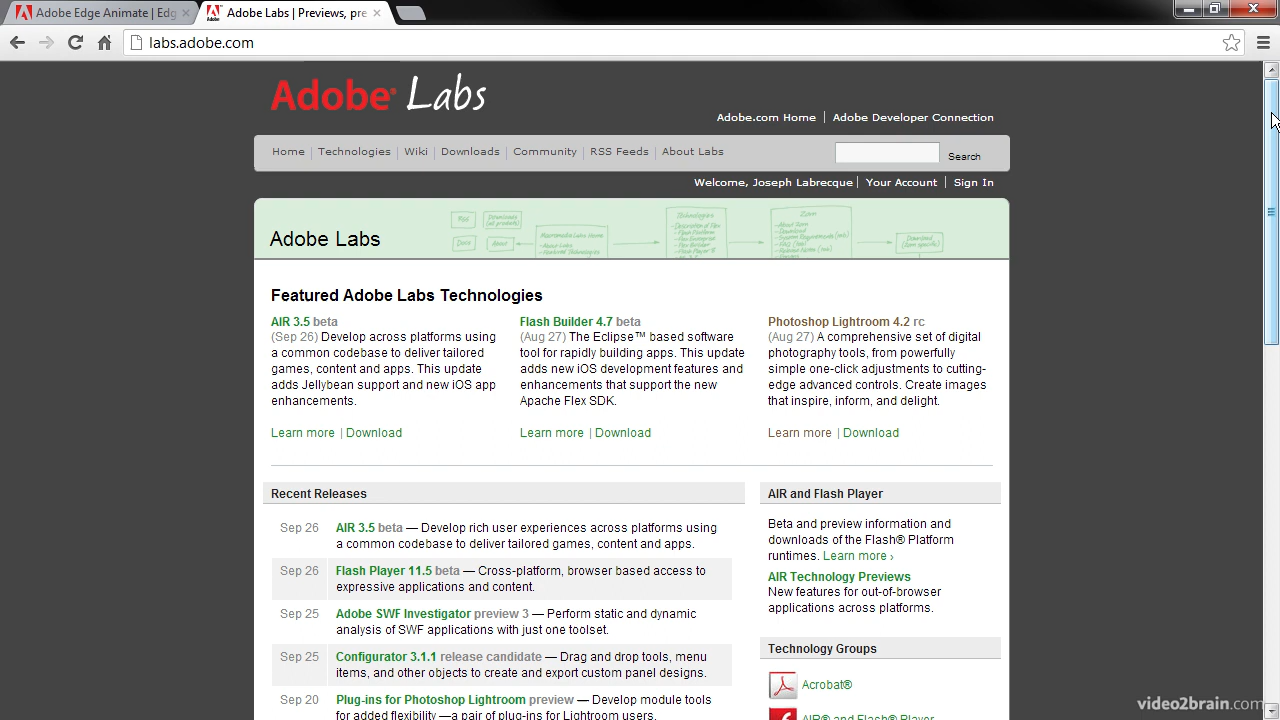 Adobe Edge Animate | Edg
Adobe Labs | Previews, pre
labs.adobe.com
Adobe Labs
Adobe.com Home | Adobe Developer Connection
Home | Technologies | Wiki | Downloads | Community | RSS Feeds | About Labs
Search
Welcome, Joseph Labrecque | Your Account | Sign In
Adobe Labs
Featured Adobe Labs Technologies
AIR 3.5 beta
(Sep 26) Develop across platforms using
a common codebase to deliver tailored
games, content and apps. This update
adds Jellybean support and new iOS app
enhancements.
Learn more | Download
Flash Builder 4.7 beta
(Aug 27) The Eclipse™ based software
tool for rapidly building apps. This update
adds new iOS development features and
enhancements that support the new
Apache Flex SDK.
Learn more | Download
Photoshop Lightroom 4.2 rc
(Aug 27) A comprehensive set of digital
photography tools, from powerfully
simple one-click adjustments to cutting-
edge advanced controls. Create images
that inspire, inform, and delight.
Learn more | Download
Recent Releases
Sep 26 AIR 3.5 beta — Develop rich user experiences across platforms using
a common codebase to deliver tailored games, content and apps.
Sep 26 Flash Player 11.5 beta — Cross-platform, browser based access to
expressive applications and content.
Sep 25 Adobe SWF Investigator preview 3 — Perform static and dynamic
analysis of SWF applications with just one toolset.
Sep 25 Configurator 3.1.1 release candidate — Drag and drop tools, menu
items, and other objects to create and export custom panel designs.
Sep 20 Plug-ins for Photoshop Lightroom preview — Develop module tools
for added flexibility —a pair of plug-ins for Lightroom users.
AIR and Flash Player
Beta and preview information and
downloads of the Flash® Platform
runtimes. Learn more ›
AIR Technology Previews
New features for out-of-browser
applications across platforms.
Technology Groups
Acrobat®
AIR® and Flash® Player
video2brain.com